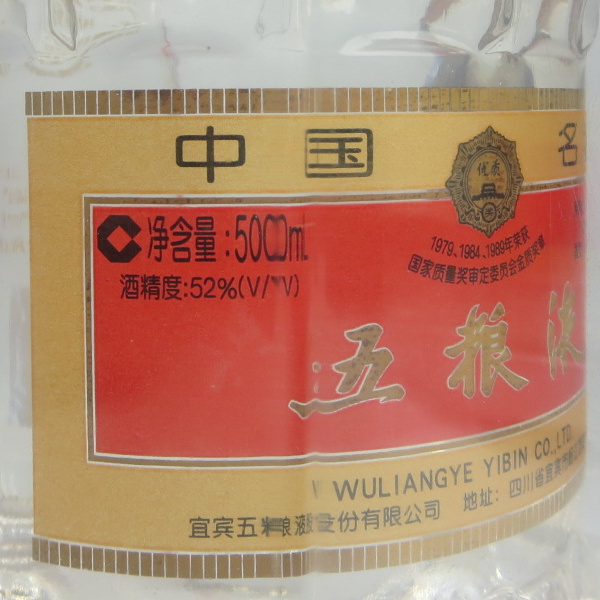 中国 名
优质
净含量:500mL
1979、1984、1989年荣获
国家质量奖审定委员会金质奖章
酒精度:52%(V/V)
五粮液
WULIANGYE YIBIN CO.,LTD.
宜宾五粮液股份有限公司 地址:四川省宜宾市